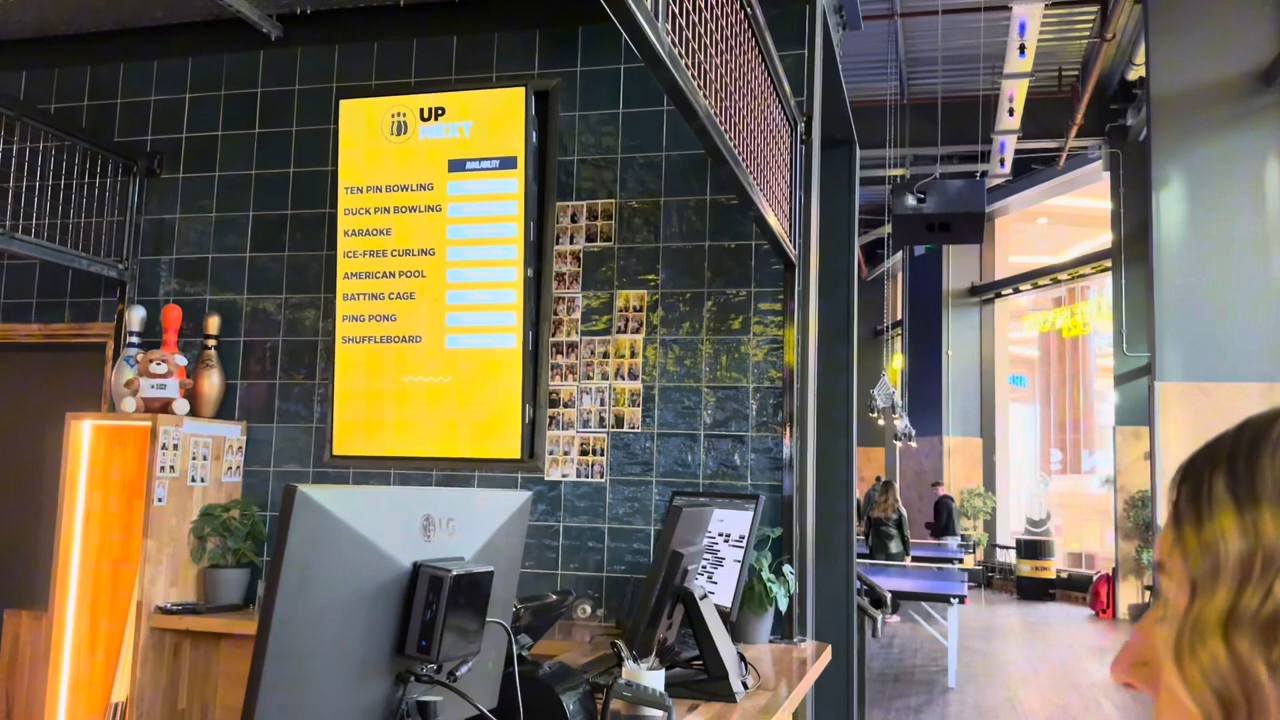 UP
NEXT
AVAILABILITY
TEN PIN BOWLING
DUCK PIN BOWLING
KARAOKE
ICE-FREE CURLING
AMERICAN POOL
BATTING CAGE
PING PONG
SHUFFLEBOARD
LG